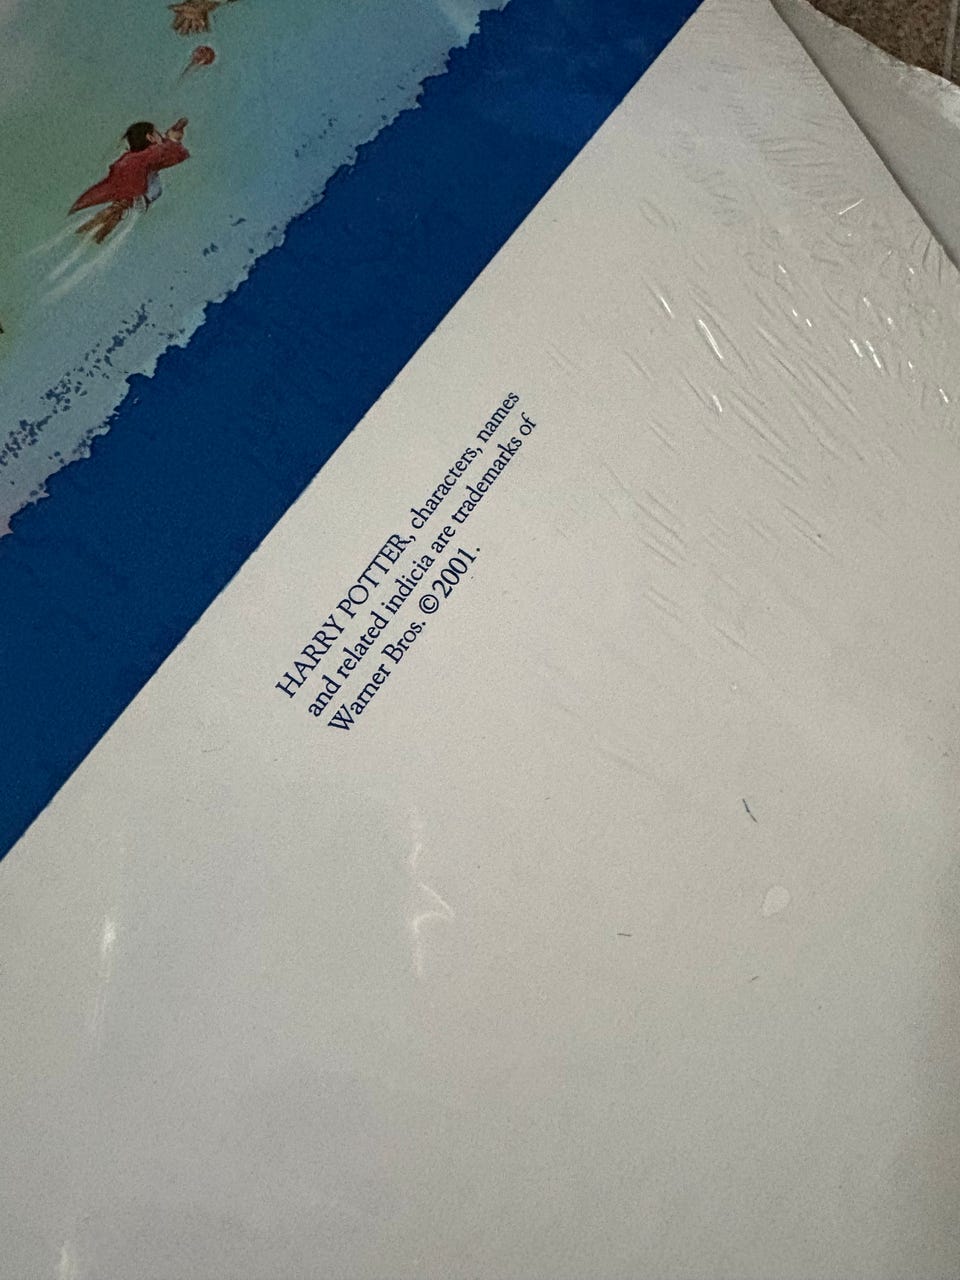 HARRY POTTER, characters, names
and related indicia are trademarks of
Warner Bros. © 2001.